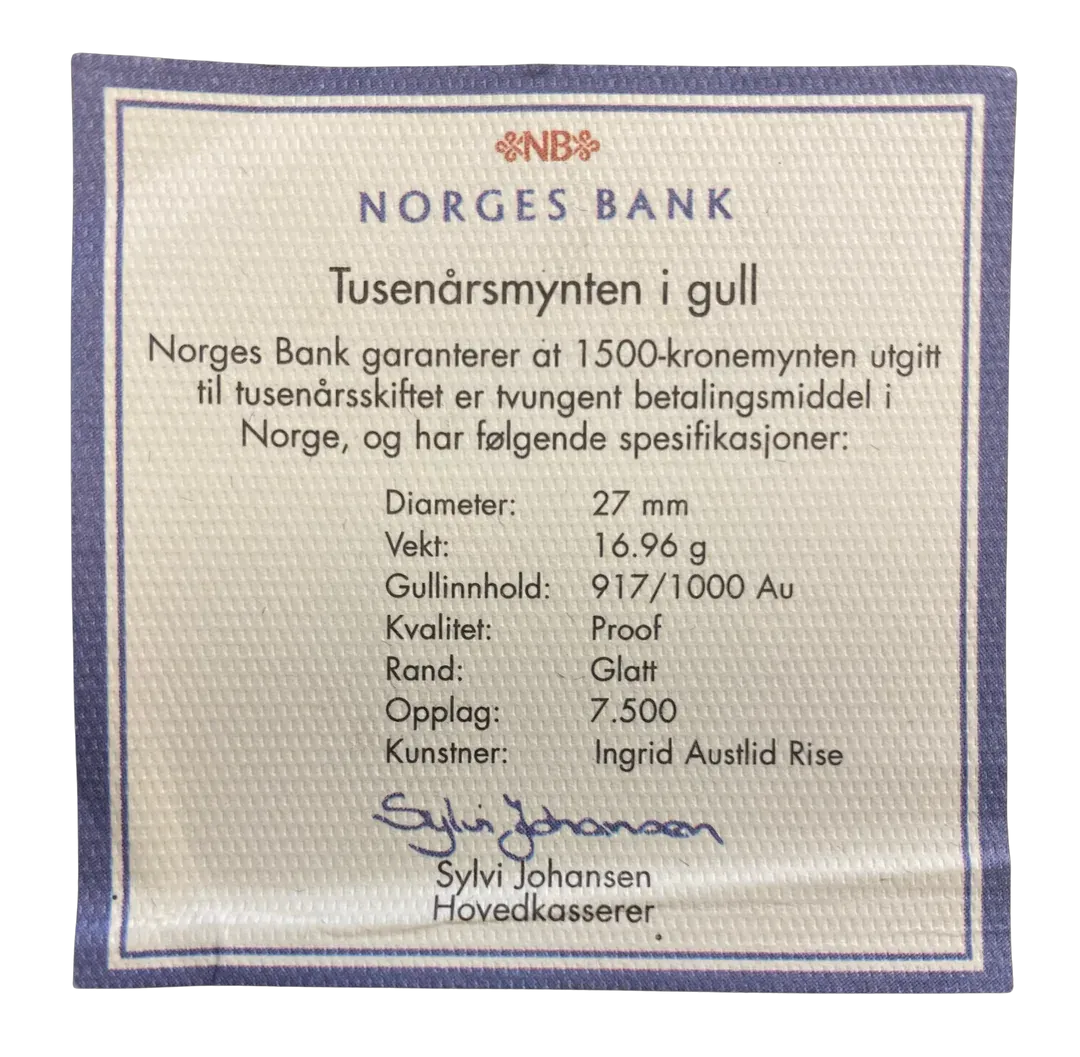 NB
NORGES BANK
Tusenårsmynten i gull
Norges Bank garanterer at 1500-kronemynten utgitt
til tusenårsskiftet er tvungent betalingsmiddel i
Norge, og har følgende spesifikasjoner:
Diameter: 27 mm
Vekt: 16.96 g
Gullinnhold: 917/1000 Au
Kvalitet: Proof
Rand: Glatt
Opplag: 7.500
Kunstner: Ingrid Austlid Rise
Sylvi Johansen
Sylvi Johansen
Hovedkasserer